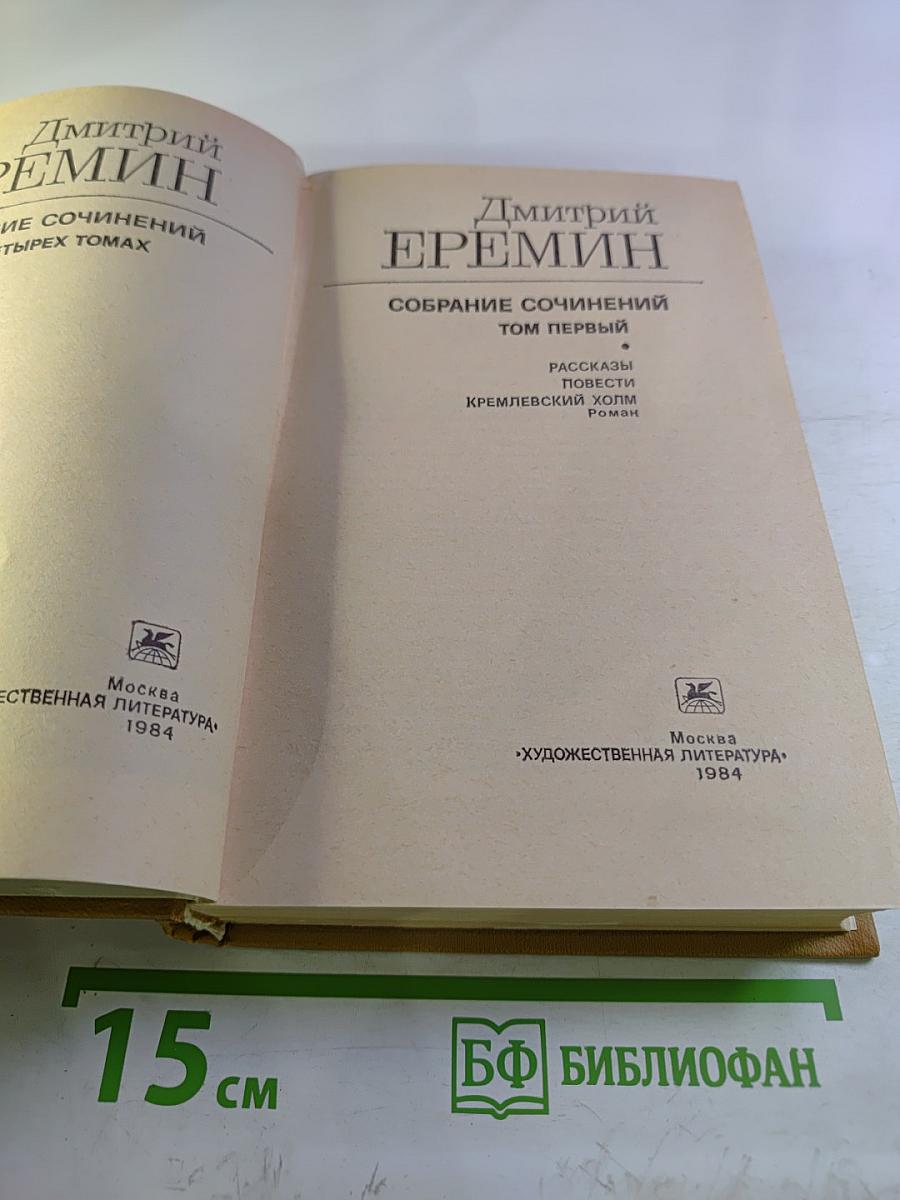 Дмитрий
РЕМИН
ИЕ СОЧИНЕНИЙ
ТЫРЕХ ТОМАХ
Москва
ЕСТВЕННАЯ ЛИТЕРАТУРА»
1984
Дмитрий
ЕРЕМИН
СОБРАНИЕ СОЧИНЕНИЙ
ТОМ ПЕРВЫЙ
•
РАССКАЗЫ
ПОВЕСТИ
КРЕМЛЕВСКИЙ ХОЛМ
Роман
Москва
«ХУДОЖЕСТВЕННАЯ ЛИТЕРАТУРА»
1984
15 см
БФ БИБЛИОФАН